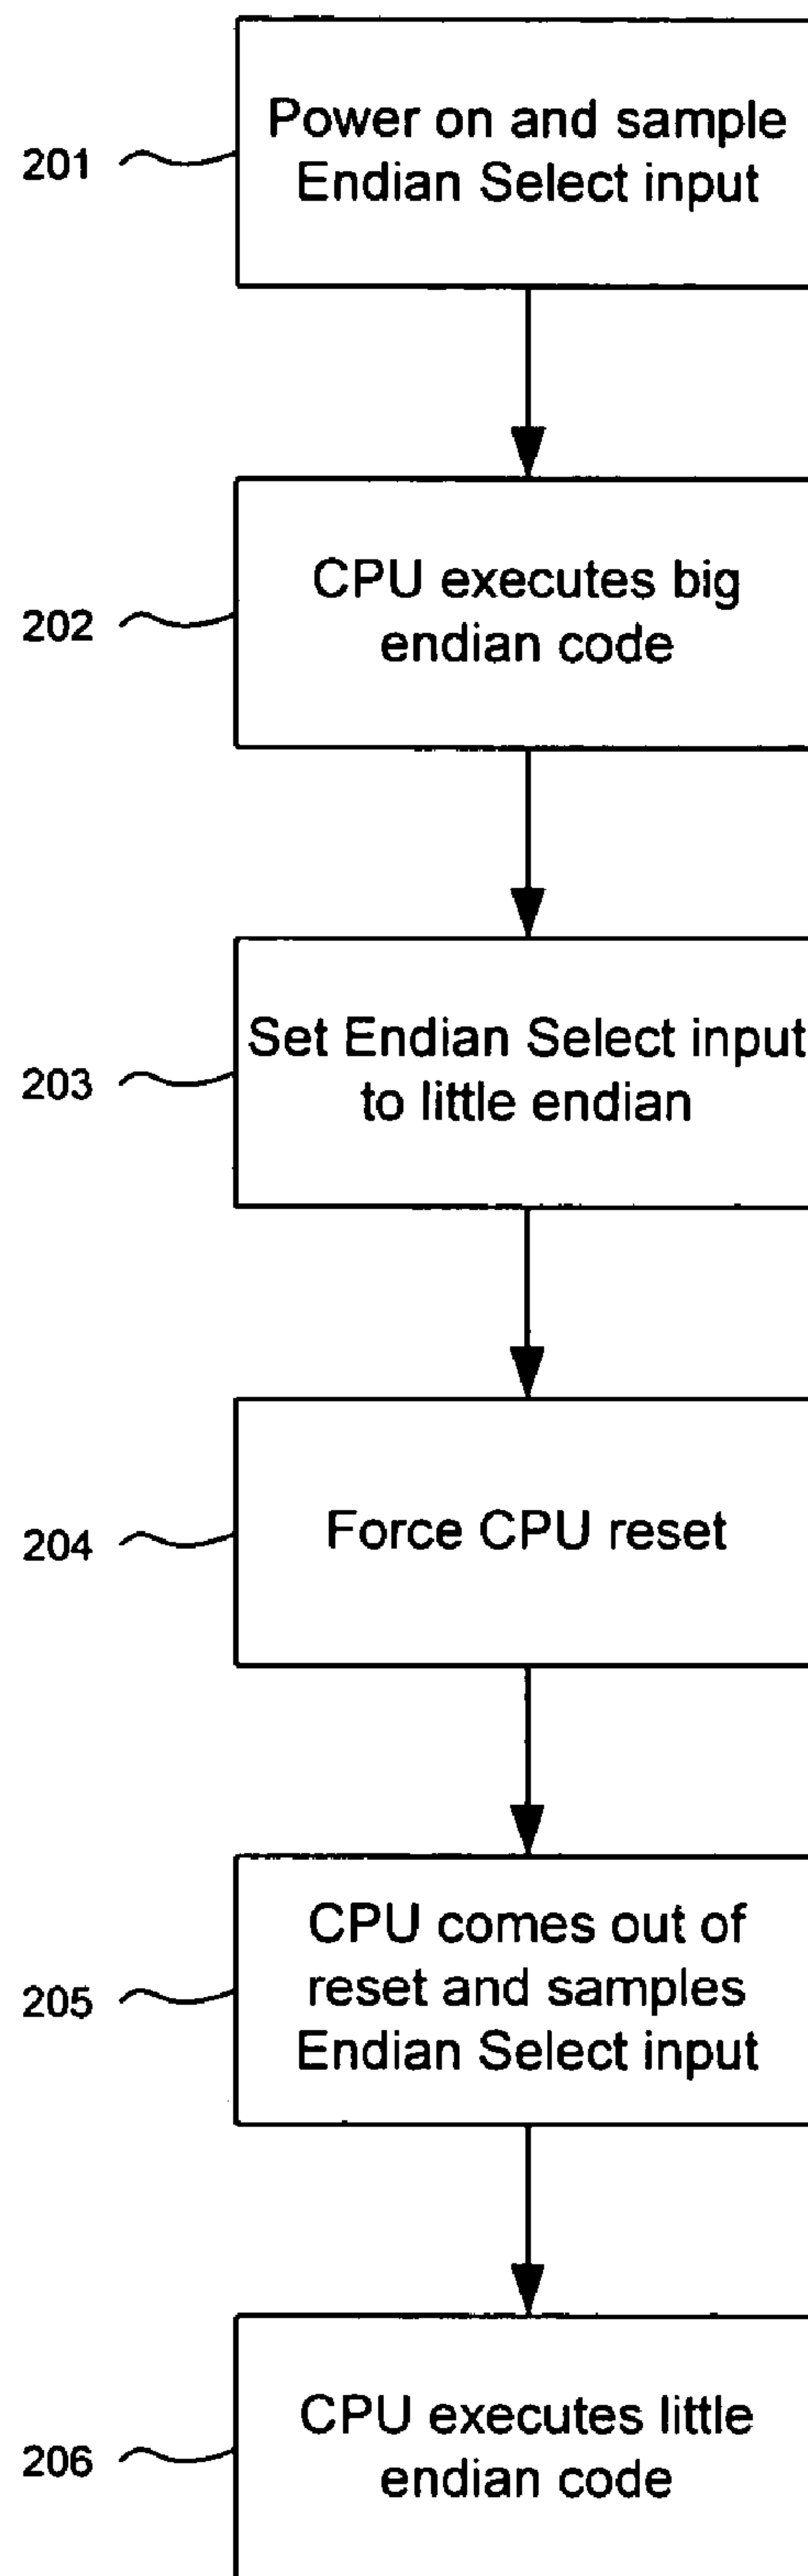 201
Power on and sample
Endian Select input
202
CPU executes big
endian code
203
Set Endian Select input
to little endian
204
Force CPU reset
205
CPU comes out of
reset and samples
Endian Select input
206
CPU executes little
endian code